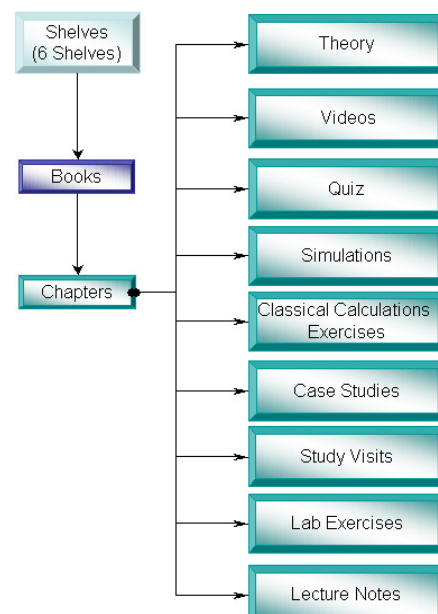 Shelves
(6 Shelves)
Books
Chapters
Theory
Videos
Quiz
Simulations
Classical Calculations
Exercises
Case Studies
Study Visits
Lab Exercises
Lecture Notes